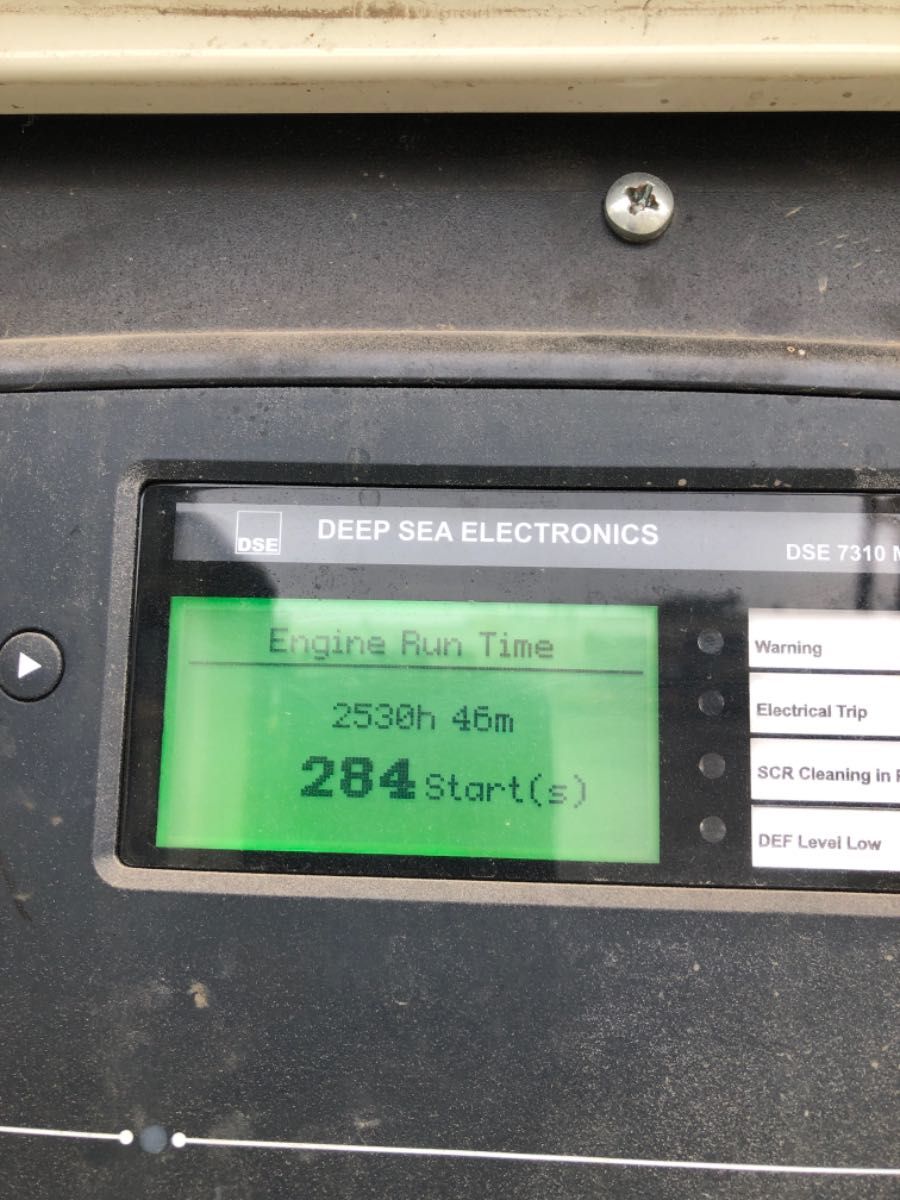 DSE
DEEP SEA ELECTRONICS
DSE 7310
Engine Run Time
2530h 46m
284 Start(s)
Warning
Electrical Trip
SCR Cleaning in
DEF Level Low